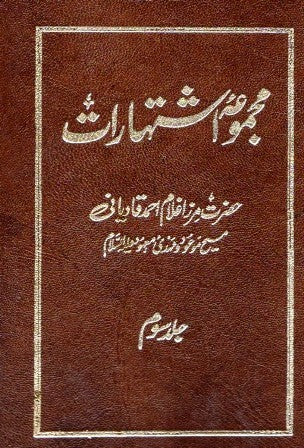 مجموعہ اشتہارات
حضرت مرزا غلام احمد قادیانی
مسیح موعود و مہدی معہود علیہ السلام
جلد سوم